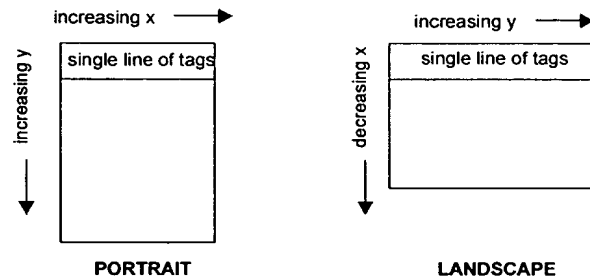 increasing x
increasing y
single line of tags
PORTRAIT
increasing y
decreasing x
single line of tags
LANDSCAPE